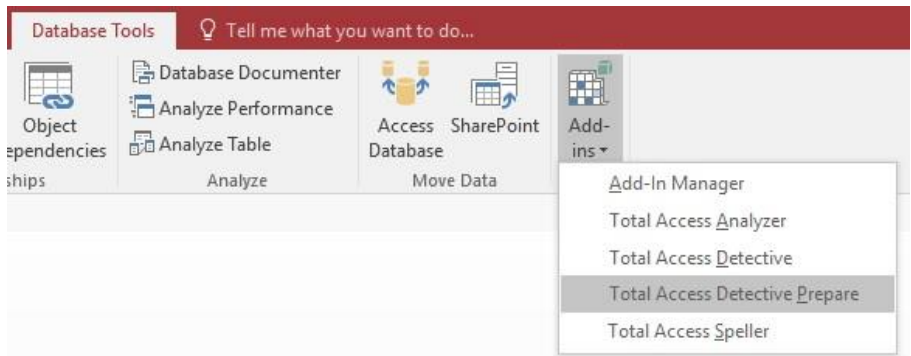 Database Tools
Tell me what you want to do...
Object
ependencies
ships
Database Documenter
Analyze Performance
Analyze Table
Analyze
Access
Database
SharePoint
Move Data
Add-
ins
Add-In Manager
Total Access Analyzer
Total Access Detective
Total Access Detective Prepare
Total Access Speller